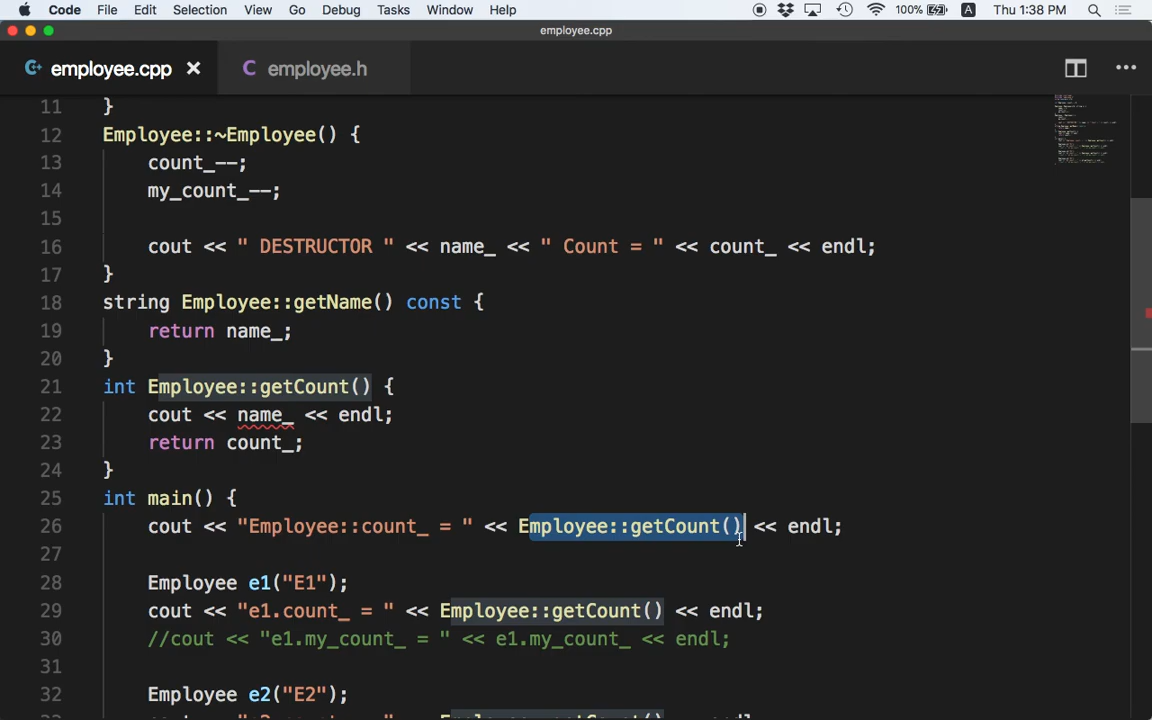 Code File Edit Selection View Go Debug Tasks Window Help 100% A Thu 1:38 PM
employee.cpp
employee.cpp employee.h
11 }
12 Employee::~Employee() {
13 count_--;
14 my_count_--;
15
16 cout << " DESTRUCTOR " << name_ << " Count = " << count_ << endl;
17 }
18 string Employee::getName() const {
19 return name_;
20 }
21 int Employee::getCount() {
22 cout << name_ << endl;
23 return count_;
24 }
25 int main() {
26 cout << "Employee::count_ = " << Employee::getCount() << endl;
27
28 Employee e1("E1");
29 cout << "e1.count_ = " << Employee::getCount() << endl;
30 //cout << "e1.my_count_ = " << e1.my_count_ << endl;
31
32 Employee e2("E2");